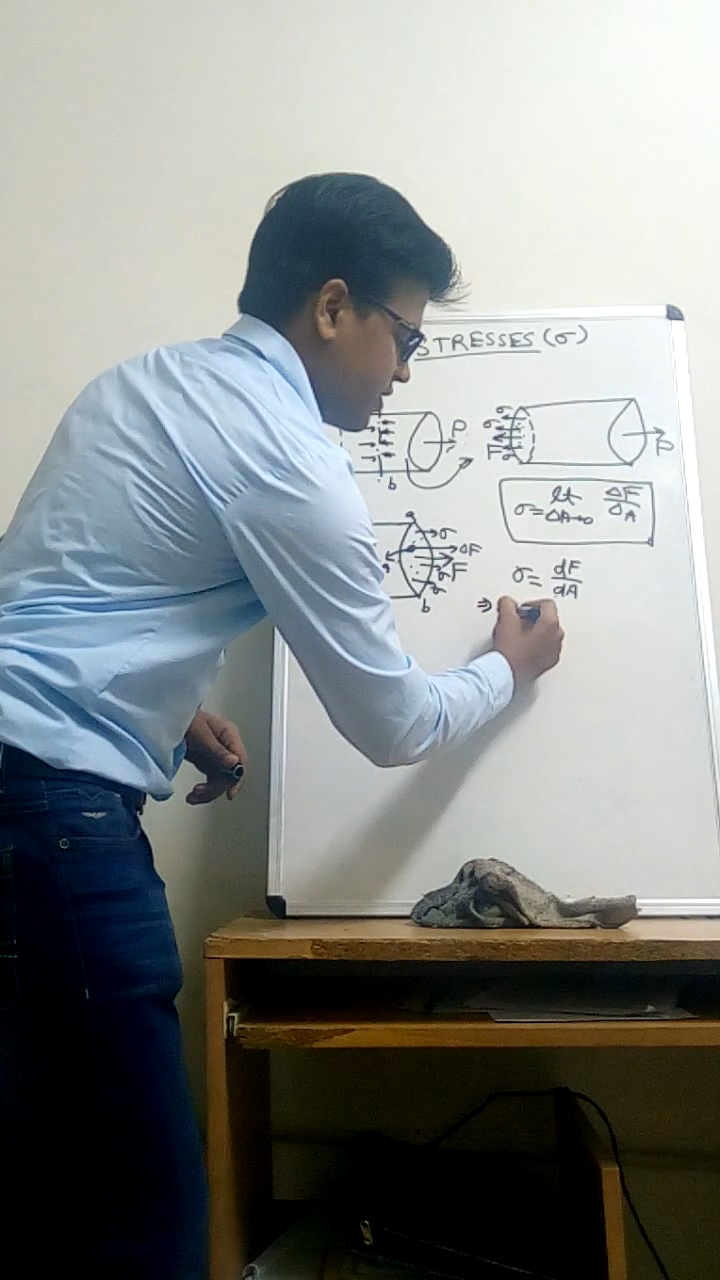 STRESSES (σ)
P
σ
σ
P
b
σ = lt ΔF
ΔA→0 ΔA
a
σ
ΔF
F
σ
b
σ = dF
dA
⇒